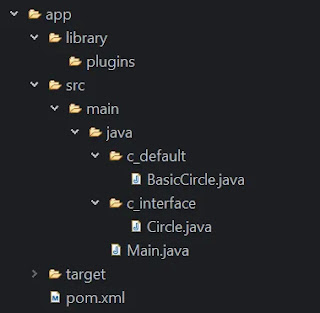 app
library
plugins
src
main
java
c_default
BasicCircle.java
c_interface
Circle.java
Main.java
target
pom.xml